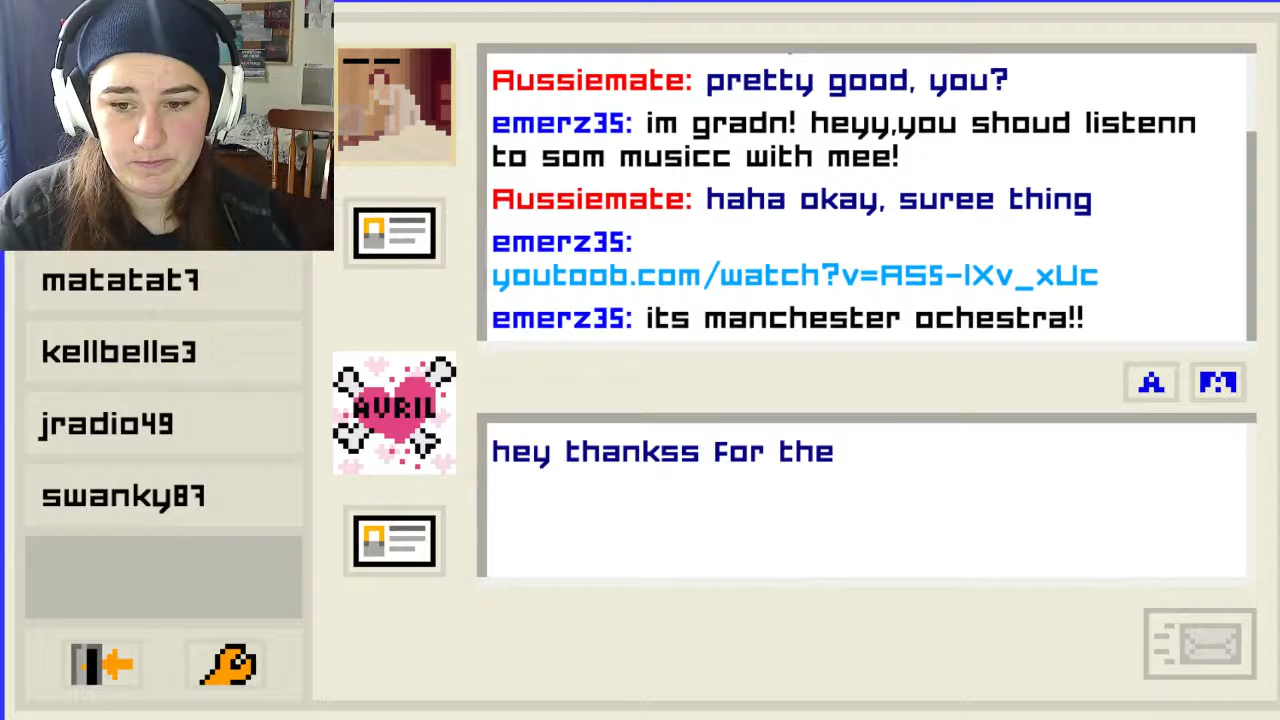 Aussiemate: pretty good, you?
emerz35: im gradn! heyy,you shoud listenn
to som musicc with mee!
Aussiemate: haha okay, suree thing
emerz35:
youtoob.com/watch?v=AS5-IXv_xUc
emerz35: its manchester ochestra!!
matatat7
kellbells3
jradio49
swanky87
AVRIL
A
hey thankss for the